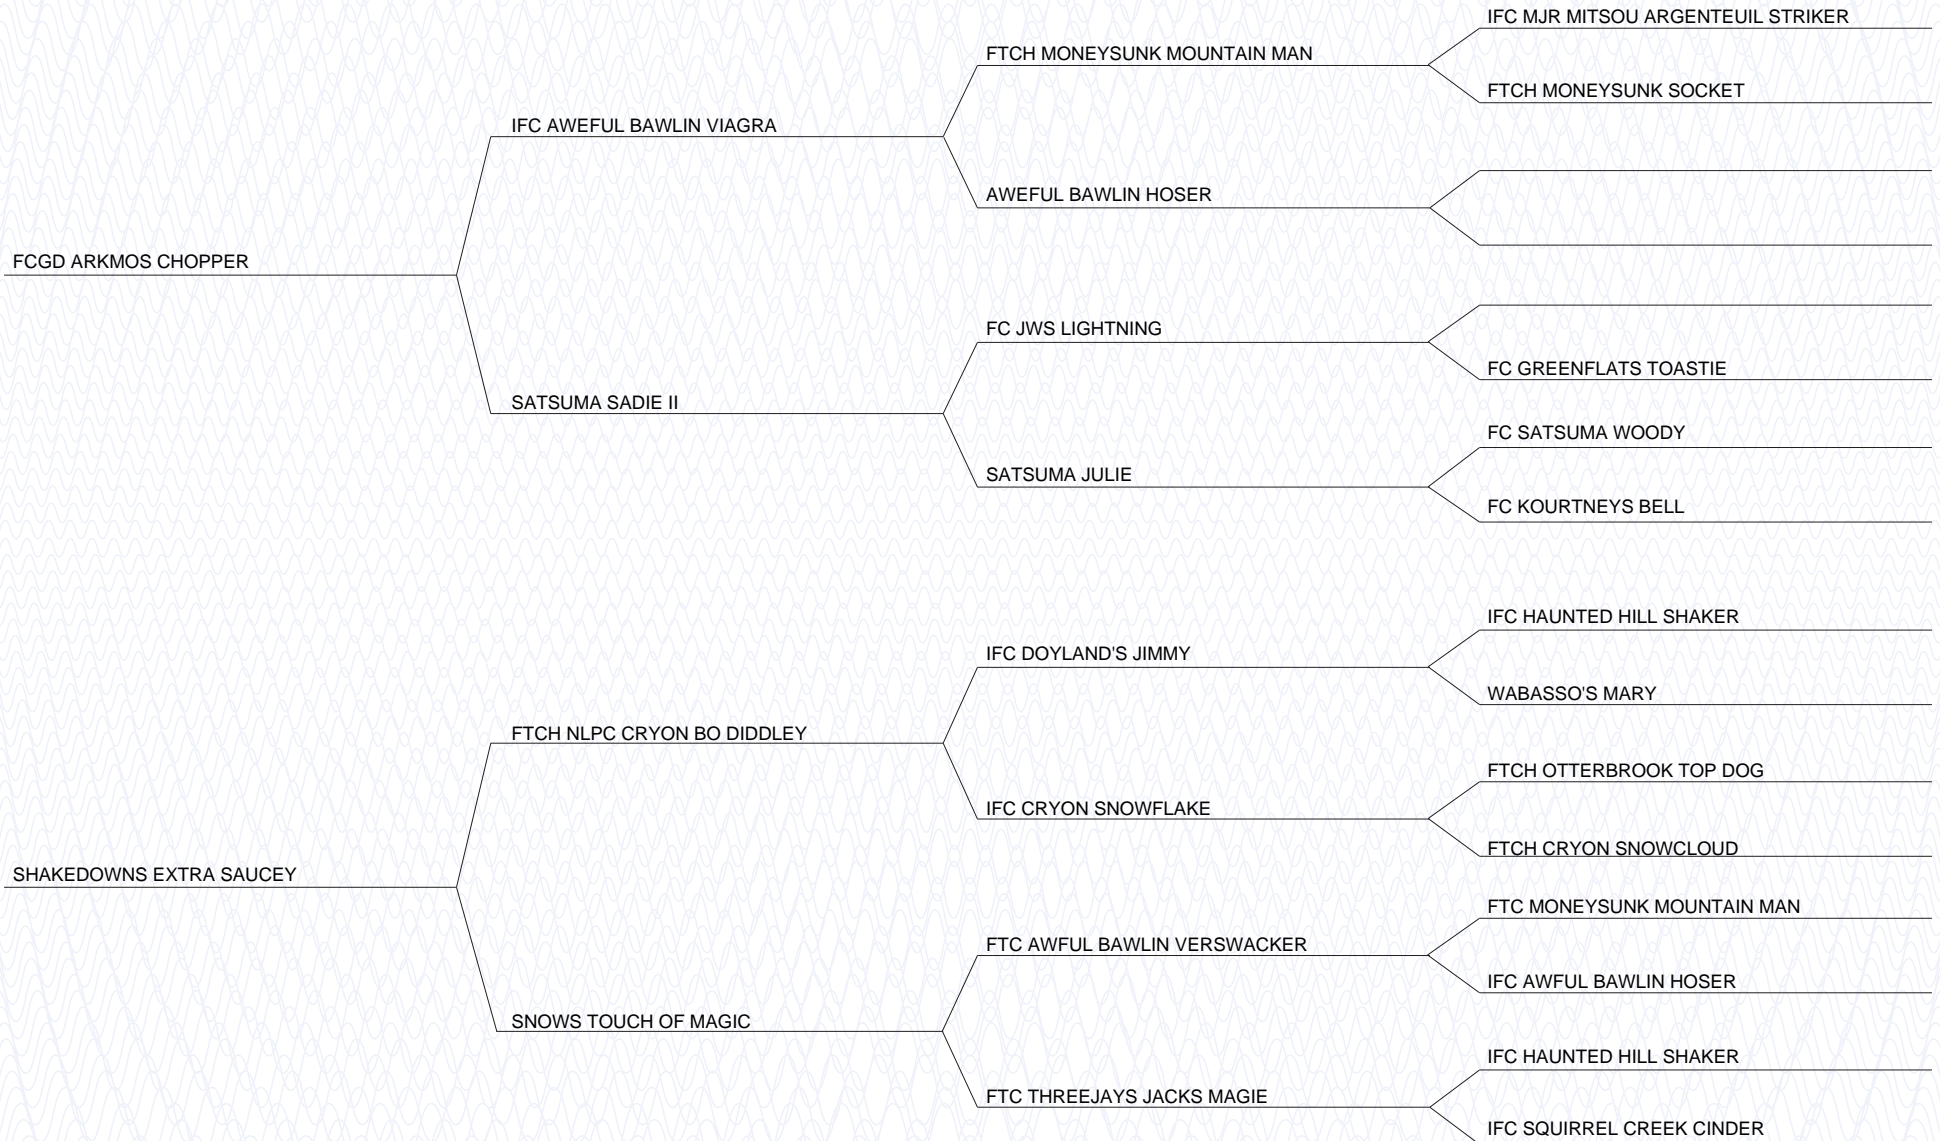 IFC MJR MITSOU ARGENTEUIL STRIKER
FTCH MONEYSUNK MOUNTAIN MAN
FTCH MONEYSUNK SOCKET
IFC AWEFUL BAWLIN VIAGRA
AWEFUL BAWLIN HOSER
FCGD ARKMOS CHOPPER
FC JWS LIGHTNING
FC GREENFLATS TOASTIE
SATSUMA SADIE II
FC SATSUMA WOODY
SATSUMA JULIE
FC KOURTNEYS BELL
IFC HAUNTED HILL SHAKER
IFC DOYLAND'S JIMMY
WABASSO'S MARY
FTCH NLPC CRYON BO DIDDLEY
FTCH OTTERBROOK TOP DOG
IFC CRYON SNOWFLAKE
FTCH CRYON SNOWCLOUD
SHAKEDOWNS EXTRA SAUCEY
FTC MONEYSUNK MOUNTAIN MAN
FTC AWFUL BAWLIN VERSWACKER
IFC AWFUL BAWLIN HOSER
SNOWS TOUCH OF MAGIC
IFC HAUNTED HILL SHAKER
FTC THREEJAYS JACKS MAGIE
IFC SQUIRREL CREEK CINDER